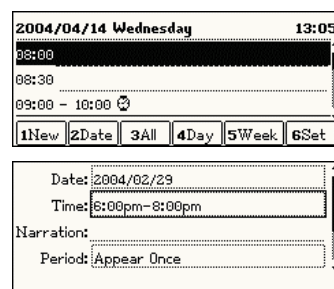 2004/04/14 Wednesday 13:05
08:00
08:30
09:00 - 10:00
1New 2Date 3All 4Day 5Week 6Set
Date: 2004/02/29
Time: 6:00pm-8:00pm
Narration:
Period: Appear Once